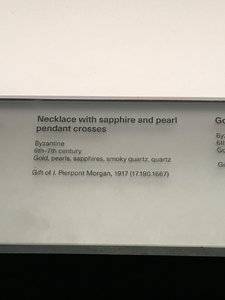 Necklace with sapphire and pearl
pendant crosses
Byzantine
6th–7th century
Gold, pearls, sapphires, smoky quartz, quartz
Gift of J. Pierpont Morgan, 1917 (17.190.1667)
Go